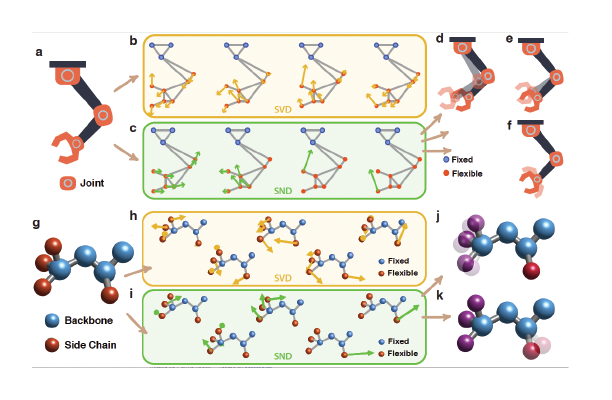 a
b
d
e
SVD
c
f
Fixed
Flexible
Joint
SND
g
h
j
Fixed
Flexible
SVD
i
k
Backbone
Side Chain
Fixed
Flexible
SND